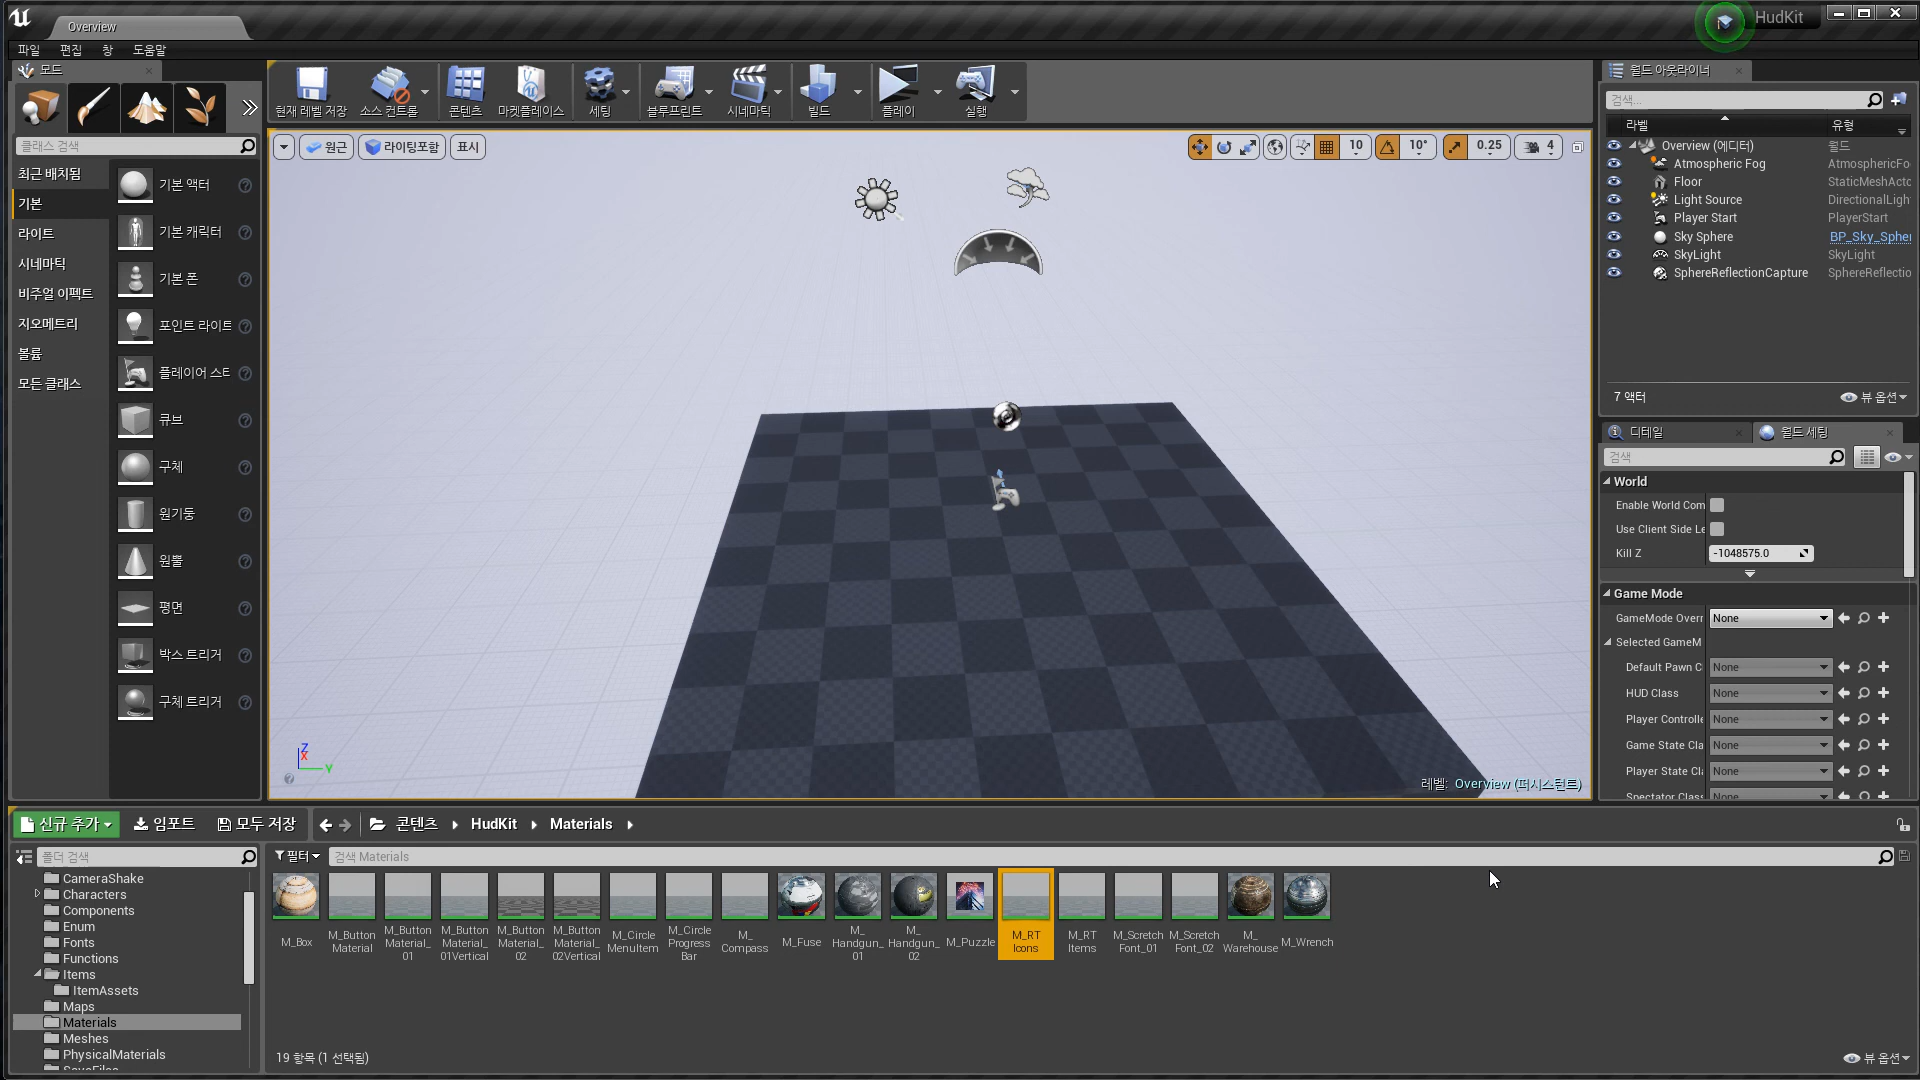 Overview
HudKit
파일 편집 창 도움말
모드
현재 레벨 저장
소스 컨트롤
콘텐츠
마켓플레이스
세팅
블루프린트
시네마틱
빌드
플레이
실행
클래스 검색
최근 배치됨
기본
라이트
시네마틱
비주얼 이펙트
지오메트리
볼륨
모든 클래스
기본 액터
기본 캐릭터
기본 폰
포인트 라이트
플레이어 스트
큐브
구체
원기둥
원뿔
평면
박스 트리거
구체 트리거
원근
라이팅포함
표시
10
10°
0.25
4
Z
X
Y
레벨: Overview (퍼시스턴트)
월드 아웃라이너
검색...
라벨
유형
Overview (에디터) 월드
Atmospheric Fog AtmosphericFo
Floor StaticMeshActo
Light Source DirectionalLigh
Player Start PlayerStart
Sky Sphere BP_Sky_Spher
SkyLight SkyLight
SphereReflectionCapture SphereReflectio
7 액터
뷰 옵션
디테일
월드 세팅
검색
World
Enable World Com
Use Client Side Le
Kill Z -1048575.0
Game Mode
GameMode Overr None
Selected GameM
Default Pawn C None
HUD Class None
Player Controlle None
Game State Cla None
Player State Cl None
Spectator Class None
신규 추가
임포트
모두 저장
콘텐츠
HudKit
Materials
폴더 검색
필터
검색 Materials
CameraShake
Characters
Components
Enum
Fonts
Functions
Items
ItemAssets
Maps
Materials
Meshes
PhysicalMaterials
SaveFiles
M_Box
M_Button
Material
M_Button
Material_
01
M_Button
Material_
01Vertical
M_Button
Material_
02
M_Button
Material_
02Vertical
M_Circle
MenuItem
M_Circle
Progress
Bar
M_
Compass
M_Fuse
M_
Handgun_
01
M_
Handgun_
02
M_Puzzle
M_RT
Icons
M_RT
Items
M_Scretch
Font_01
M_Scretch
Font_02
M_
Warehouse
M_Wrench
19 항목 (1 선택됨)
뷰 옵션